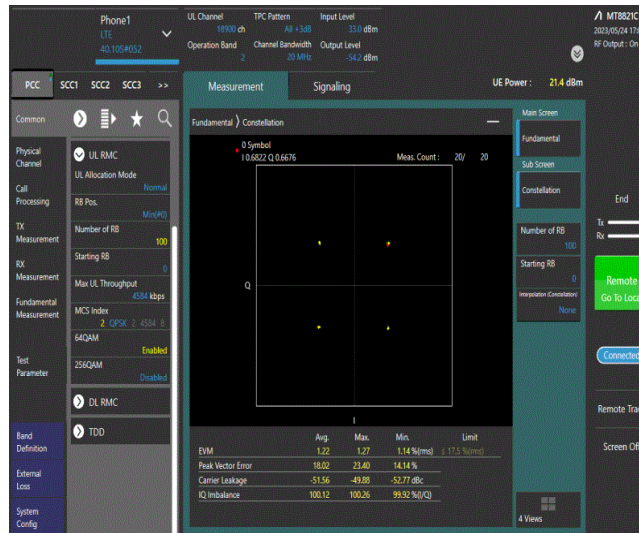 Phone1
LTE
40.105#052
UL Channel
18900 ch
TPC Pattern
All +3dB
Input Level
33.0 dBm
Operation Band
2
Channel Bandwidth
20 MHz
Output Level
-54.2 dBm
MT8821C
2023/05/24 17:
RF Output : On
PCC SCC1 SCC2 SCC3 >>
Measurement
Signaling
UE Power : 21.4 dBm
Common
Physical
Channel
Call
Processing
TX
Measurement
RX
Measurement
Fundamental
Measurement
Test
Parameter
Band
Definition
External
Loss
System
Config
UL RMC
UL Allocation Mode
Normal
RB Pos.
Min(#0)
Number of RB
100
Starting RB
0
Max UL Throughput
4584 kbps
MCS Index
2 QPSK 2 4584 8
64QAM
Enabled
256QAM
Disabled
DL RMC
TDD
Fundamental > Constellation
0 Symbol
I 0.6822 Q 0.6676
Meas. Count : 20/ 20
Q
I
Avg. Max. Min. Limit
EVM 1.22 1.27 1.14 %(rms) ≤ 17.5 %(rms)
Peak Vector Error 18.02 23.40 14.14 %
Carrier Leakage -51.56 -49.88 -52.77 dBc
IQ Imbalance 100.12 100.26 99.92 %(I/Q)
Main Screen
Fundamental
Sub Screen
Constellation
Number of RB
100
Starting RB
0
Interpolation (Constellation)
None
4 Views
End
Tx
Rx
Remote
Go To Loca
Connected
Remote Tra
Screen Off